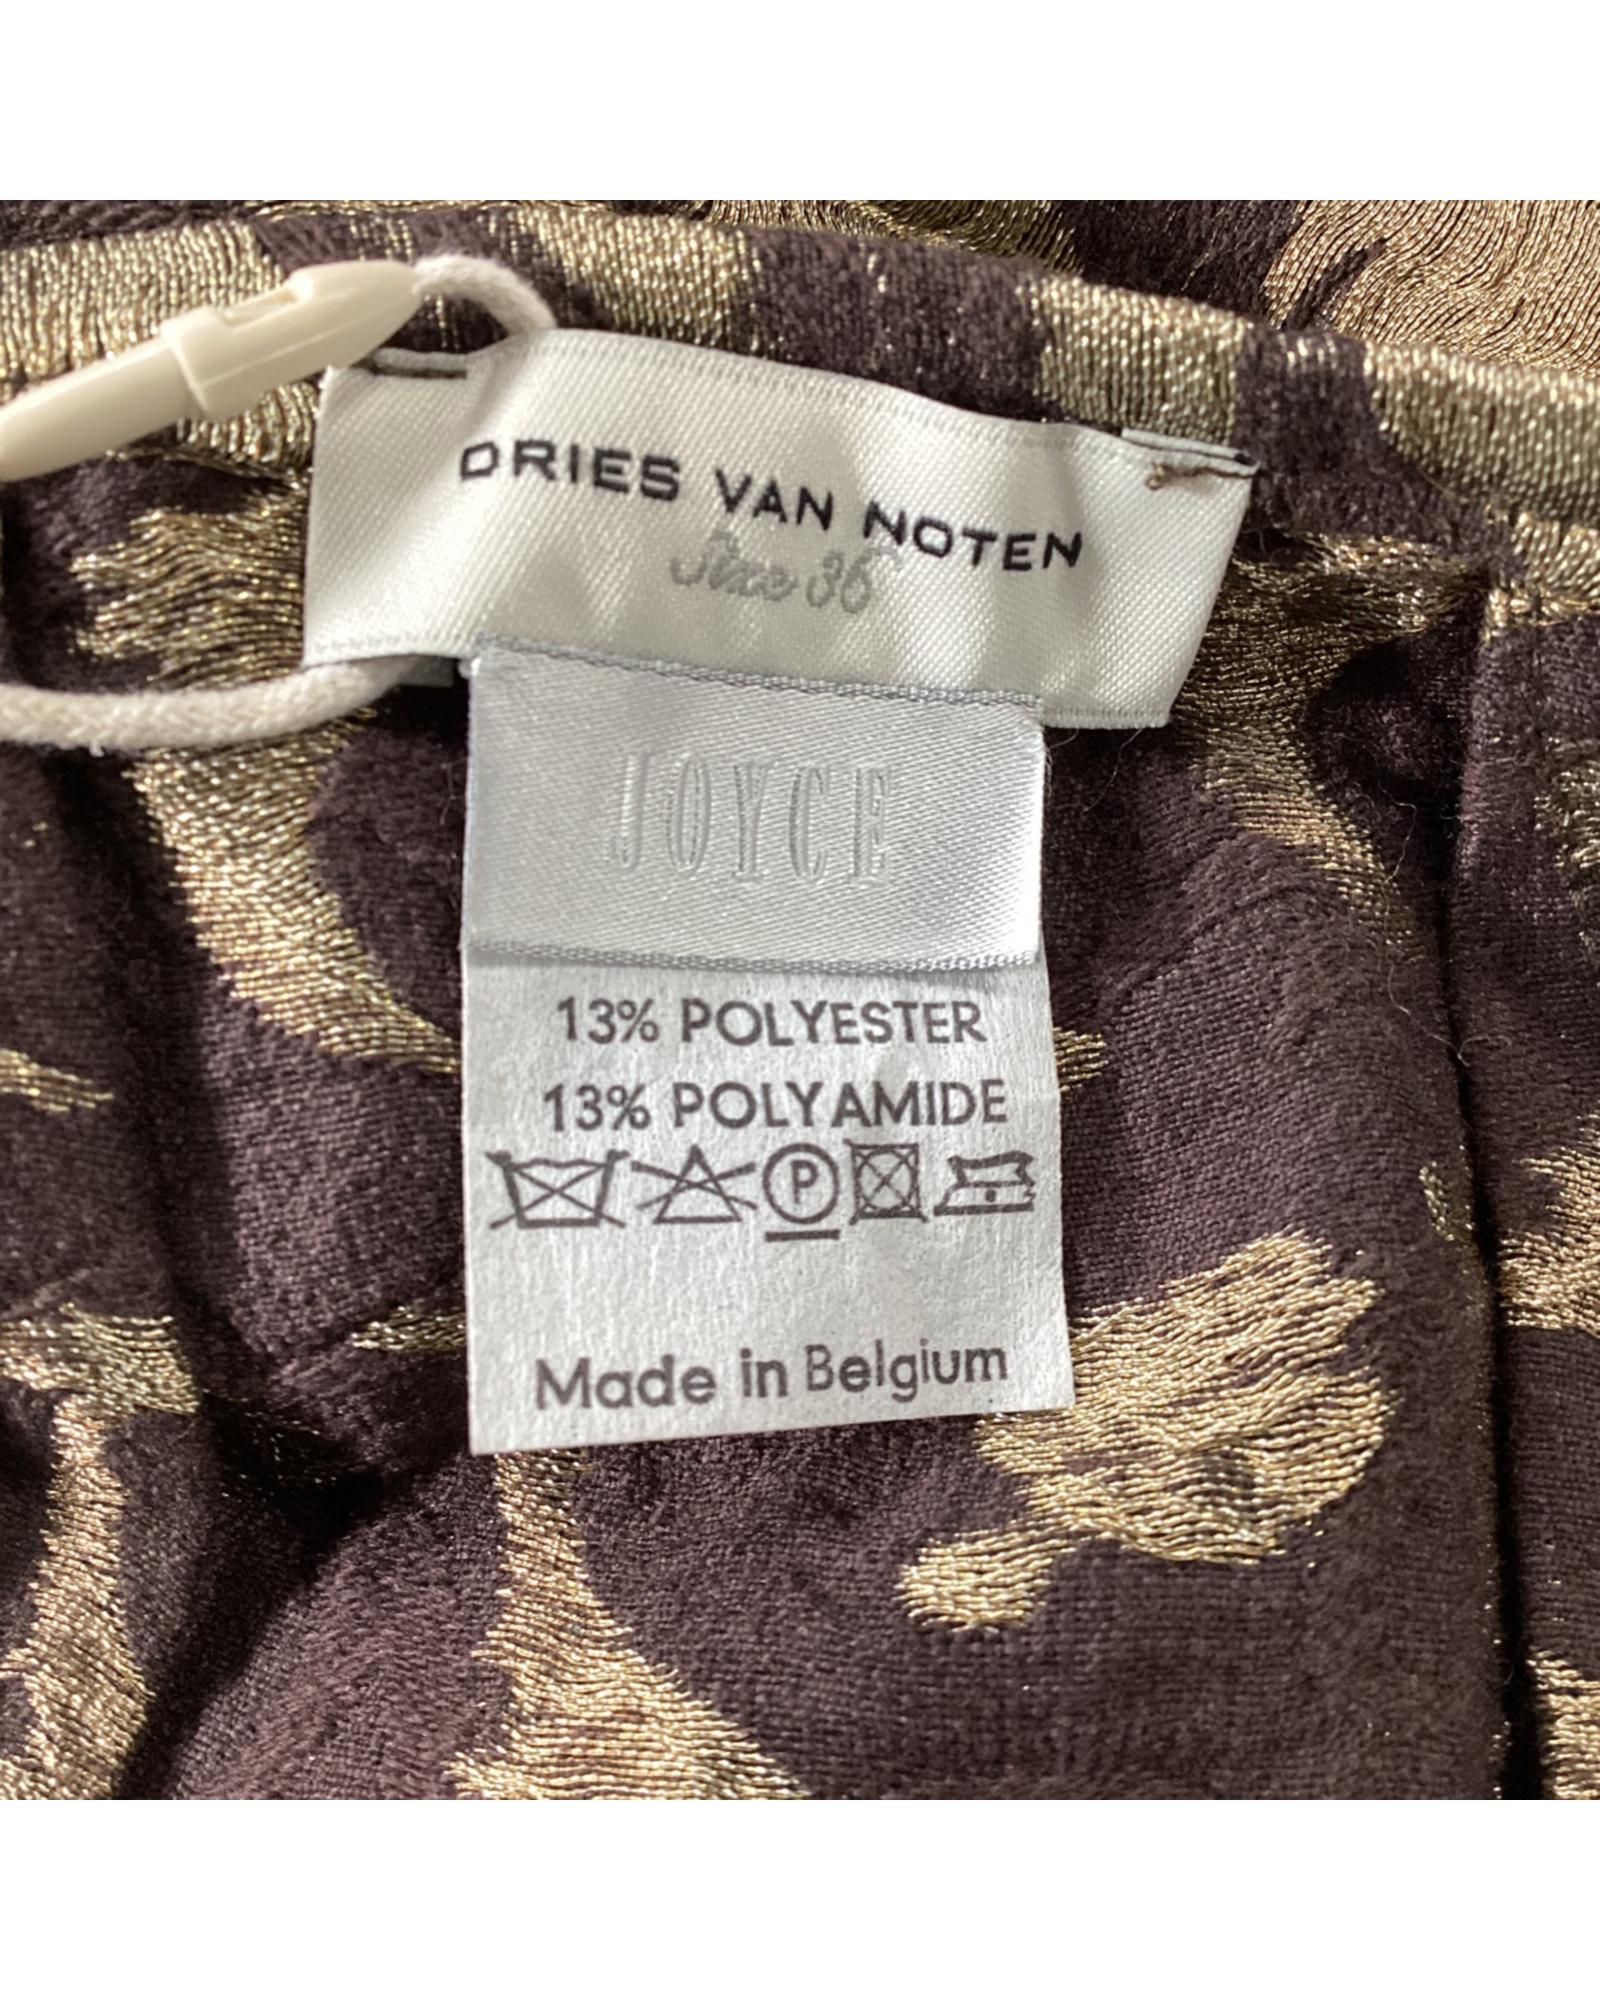 DRIES VAN NOTEN
Size 36
JOYCE
13% POLYESTER
13% POLYAMIDE
P
Made in Belgium